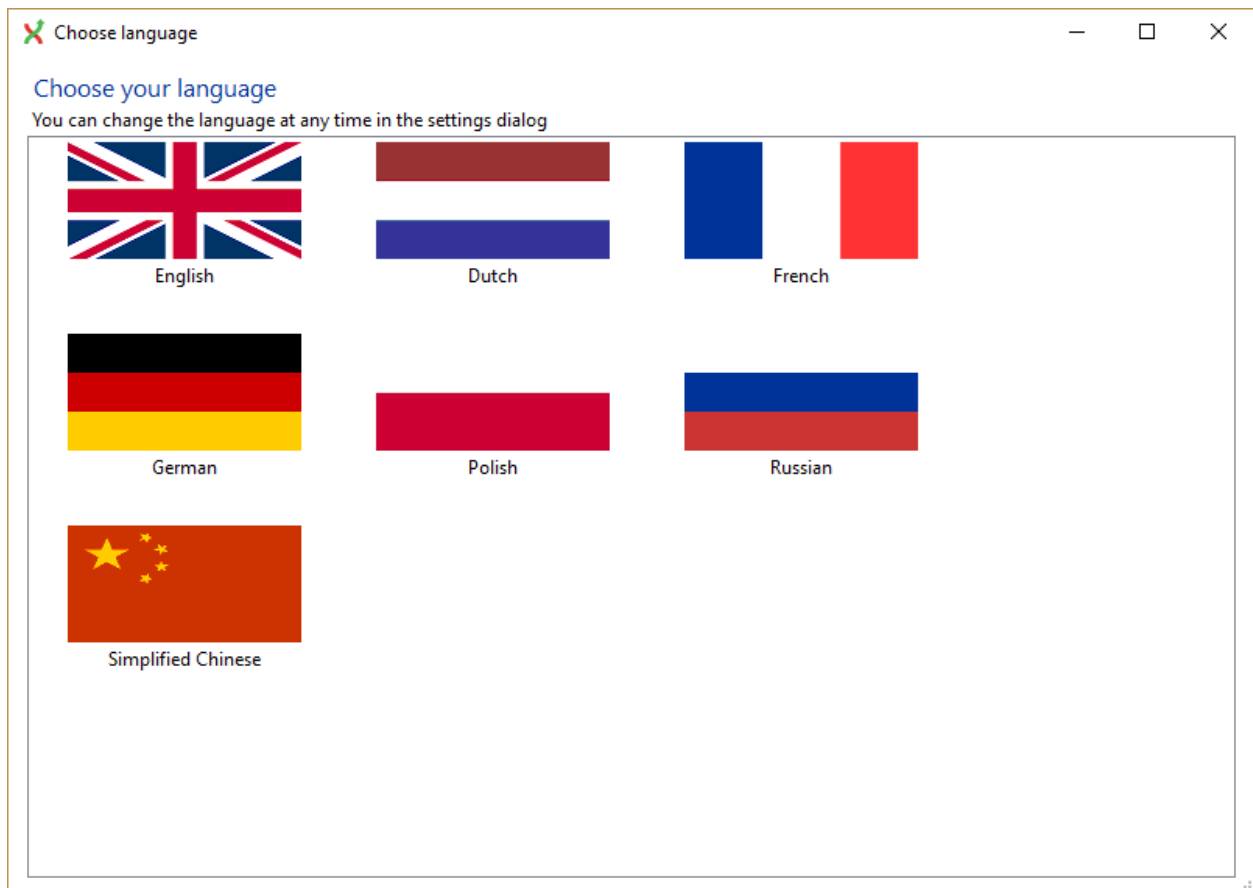 Choose language
Choose your language
You can change the language at any time in the settings dialog
English
Dutch
French
German
Polish
Russian
Simplified Chinese